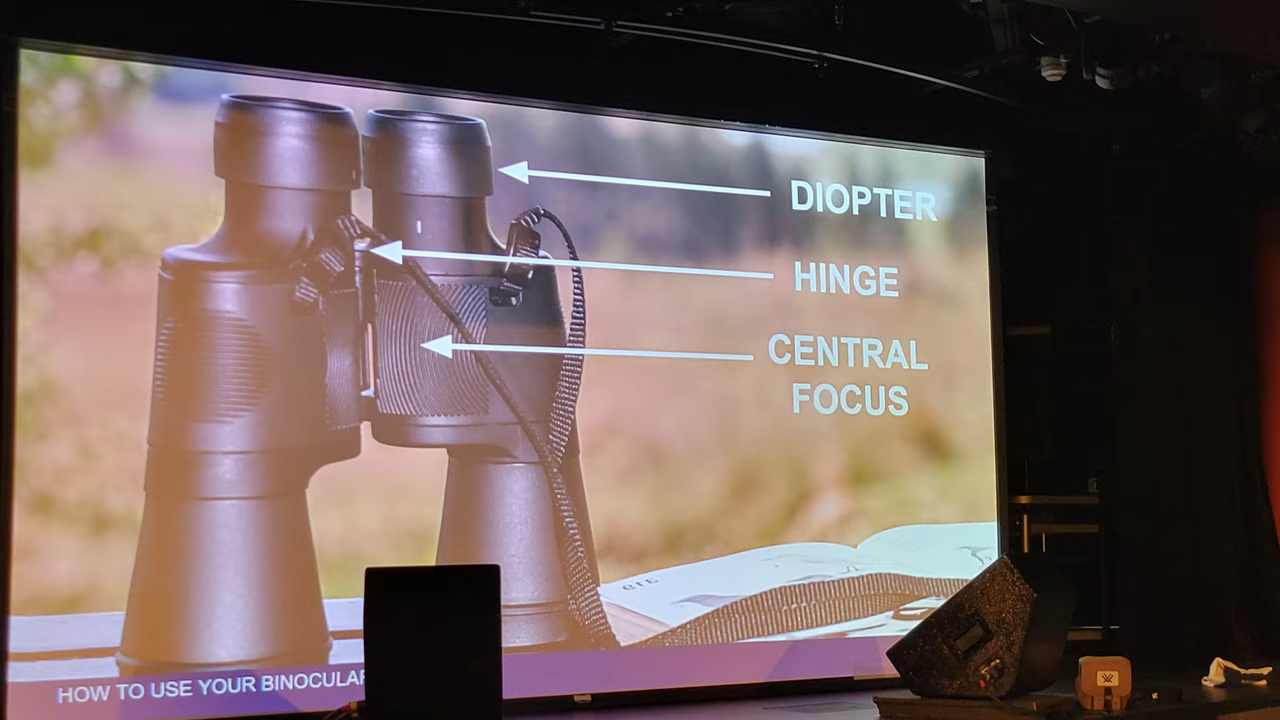 DIOPTER
HINGE
CENTRAL
FOCUS
HOW TO USE YOUR BINOCULAR